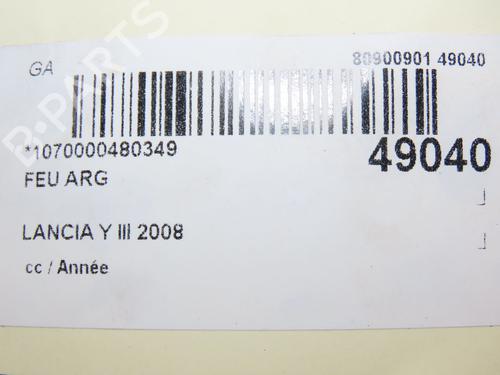 GA
80900901 49040
B-PARTS
*1070000480349
49040
FEU ARG
LANCIA Y III 2008
cc / Année